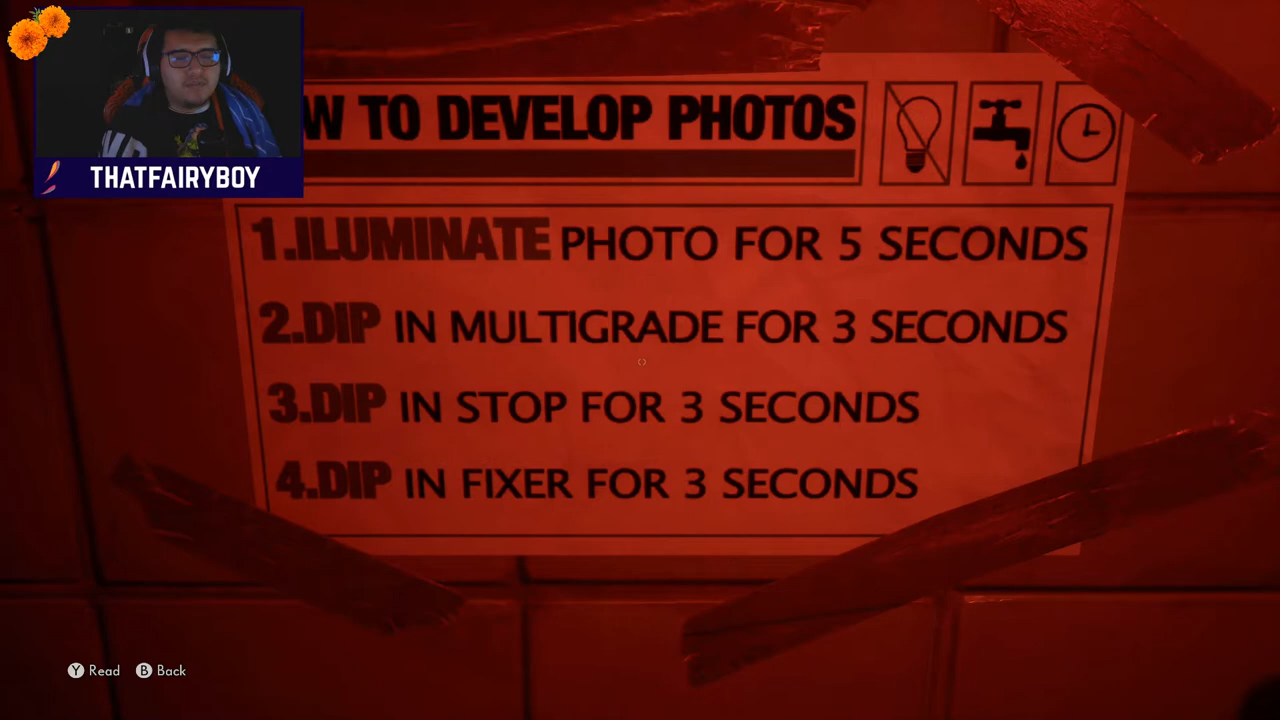 W TO DEVELOP PHOTOS
THATFAIRYBOY
1.ILUMINATE PHOTO FOR 5 SECONDS
2.DIP IN MULTIGRADE FOR 3 SECONDS
3.DIP IN STOP FOR 3 SECONDS
4.DIP IN FIXER FOR 3 SECONDS
Y Read B Back